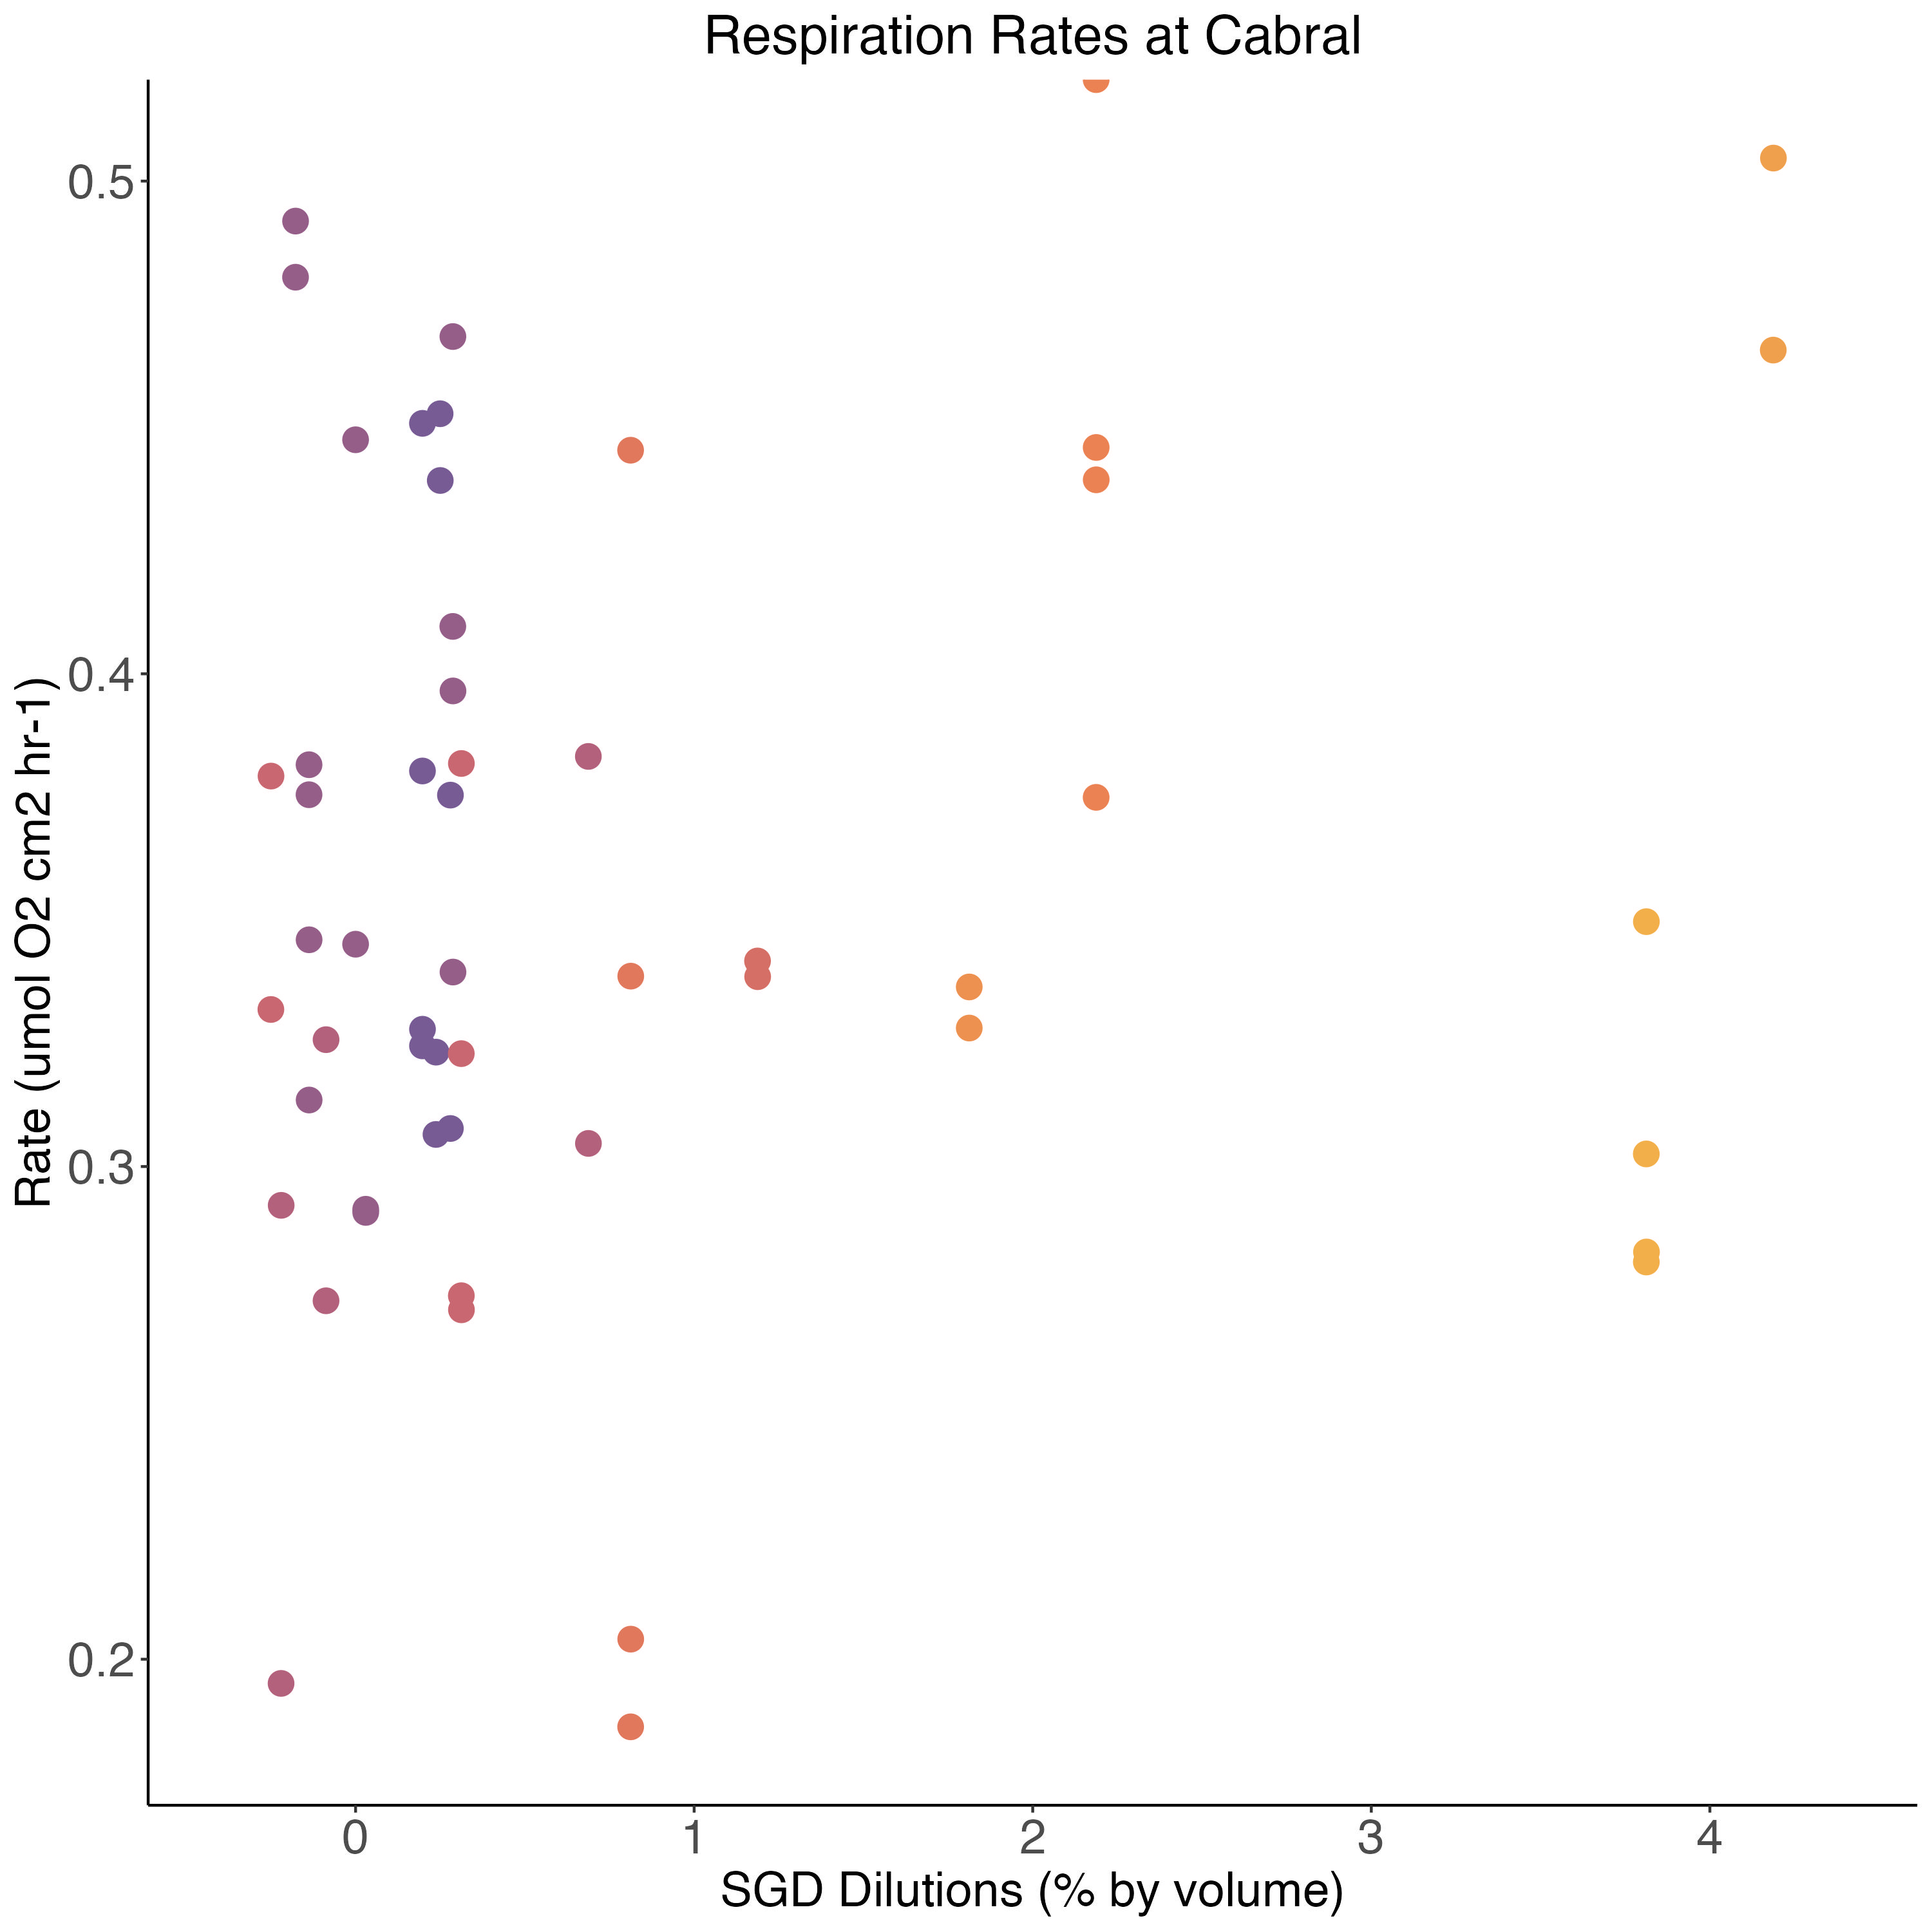 Respiration Rates at Cabral
0.5
0.4
0.3
0.2
Rate (umol O2 cm2 hr-1)
0 1 2 3 4
SGD Dilutions (% by volume)